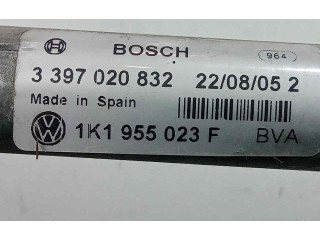 BOSCH 964
3 397 020 832 22/08/05 2
Made in Spain
1K1 955 023 F BVA